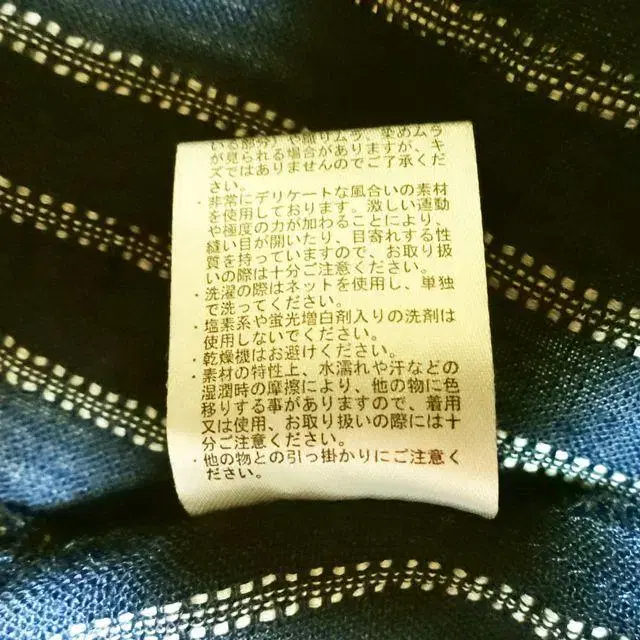 染めムラ
が見られる場合がありますが、キ
ズではありませんのでご了承くだ
さい。
・非常にデリケートな風合いの素材
を使用しております。激しい運動
や極度の力が加わることにより、
縫い目が開いたり、目寄れする性
質を持っていますので、お取り扱
いの際は十分ご注意ください。
・洗濯の際はネットを使用し、単独
で洗ってください。
・塩素系や蛍光増白剤入りの洗剤は
使用しないでください。
・乾燥機はお避けください。
・素材の特性上、水濡れや汗などの
湿潤時の摩擦により、他の物に色
移りする事がありますので、着用
又は使用、お取り扱いの際には十
分ご注意ください。
・他の物との引っ掛かりにご注意く
ださい。